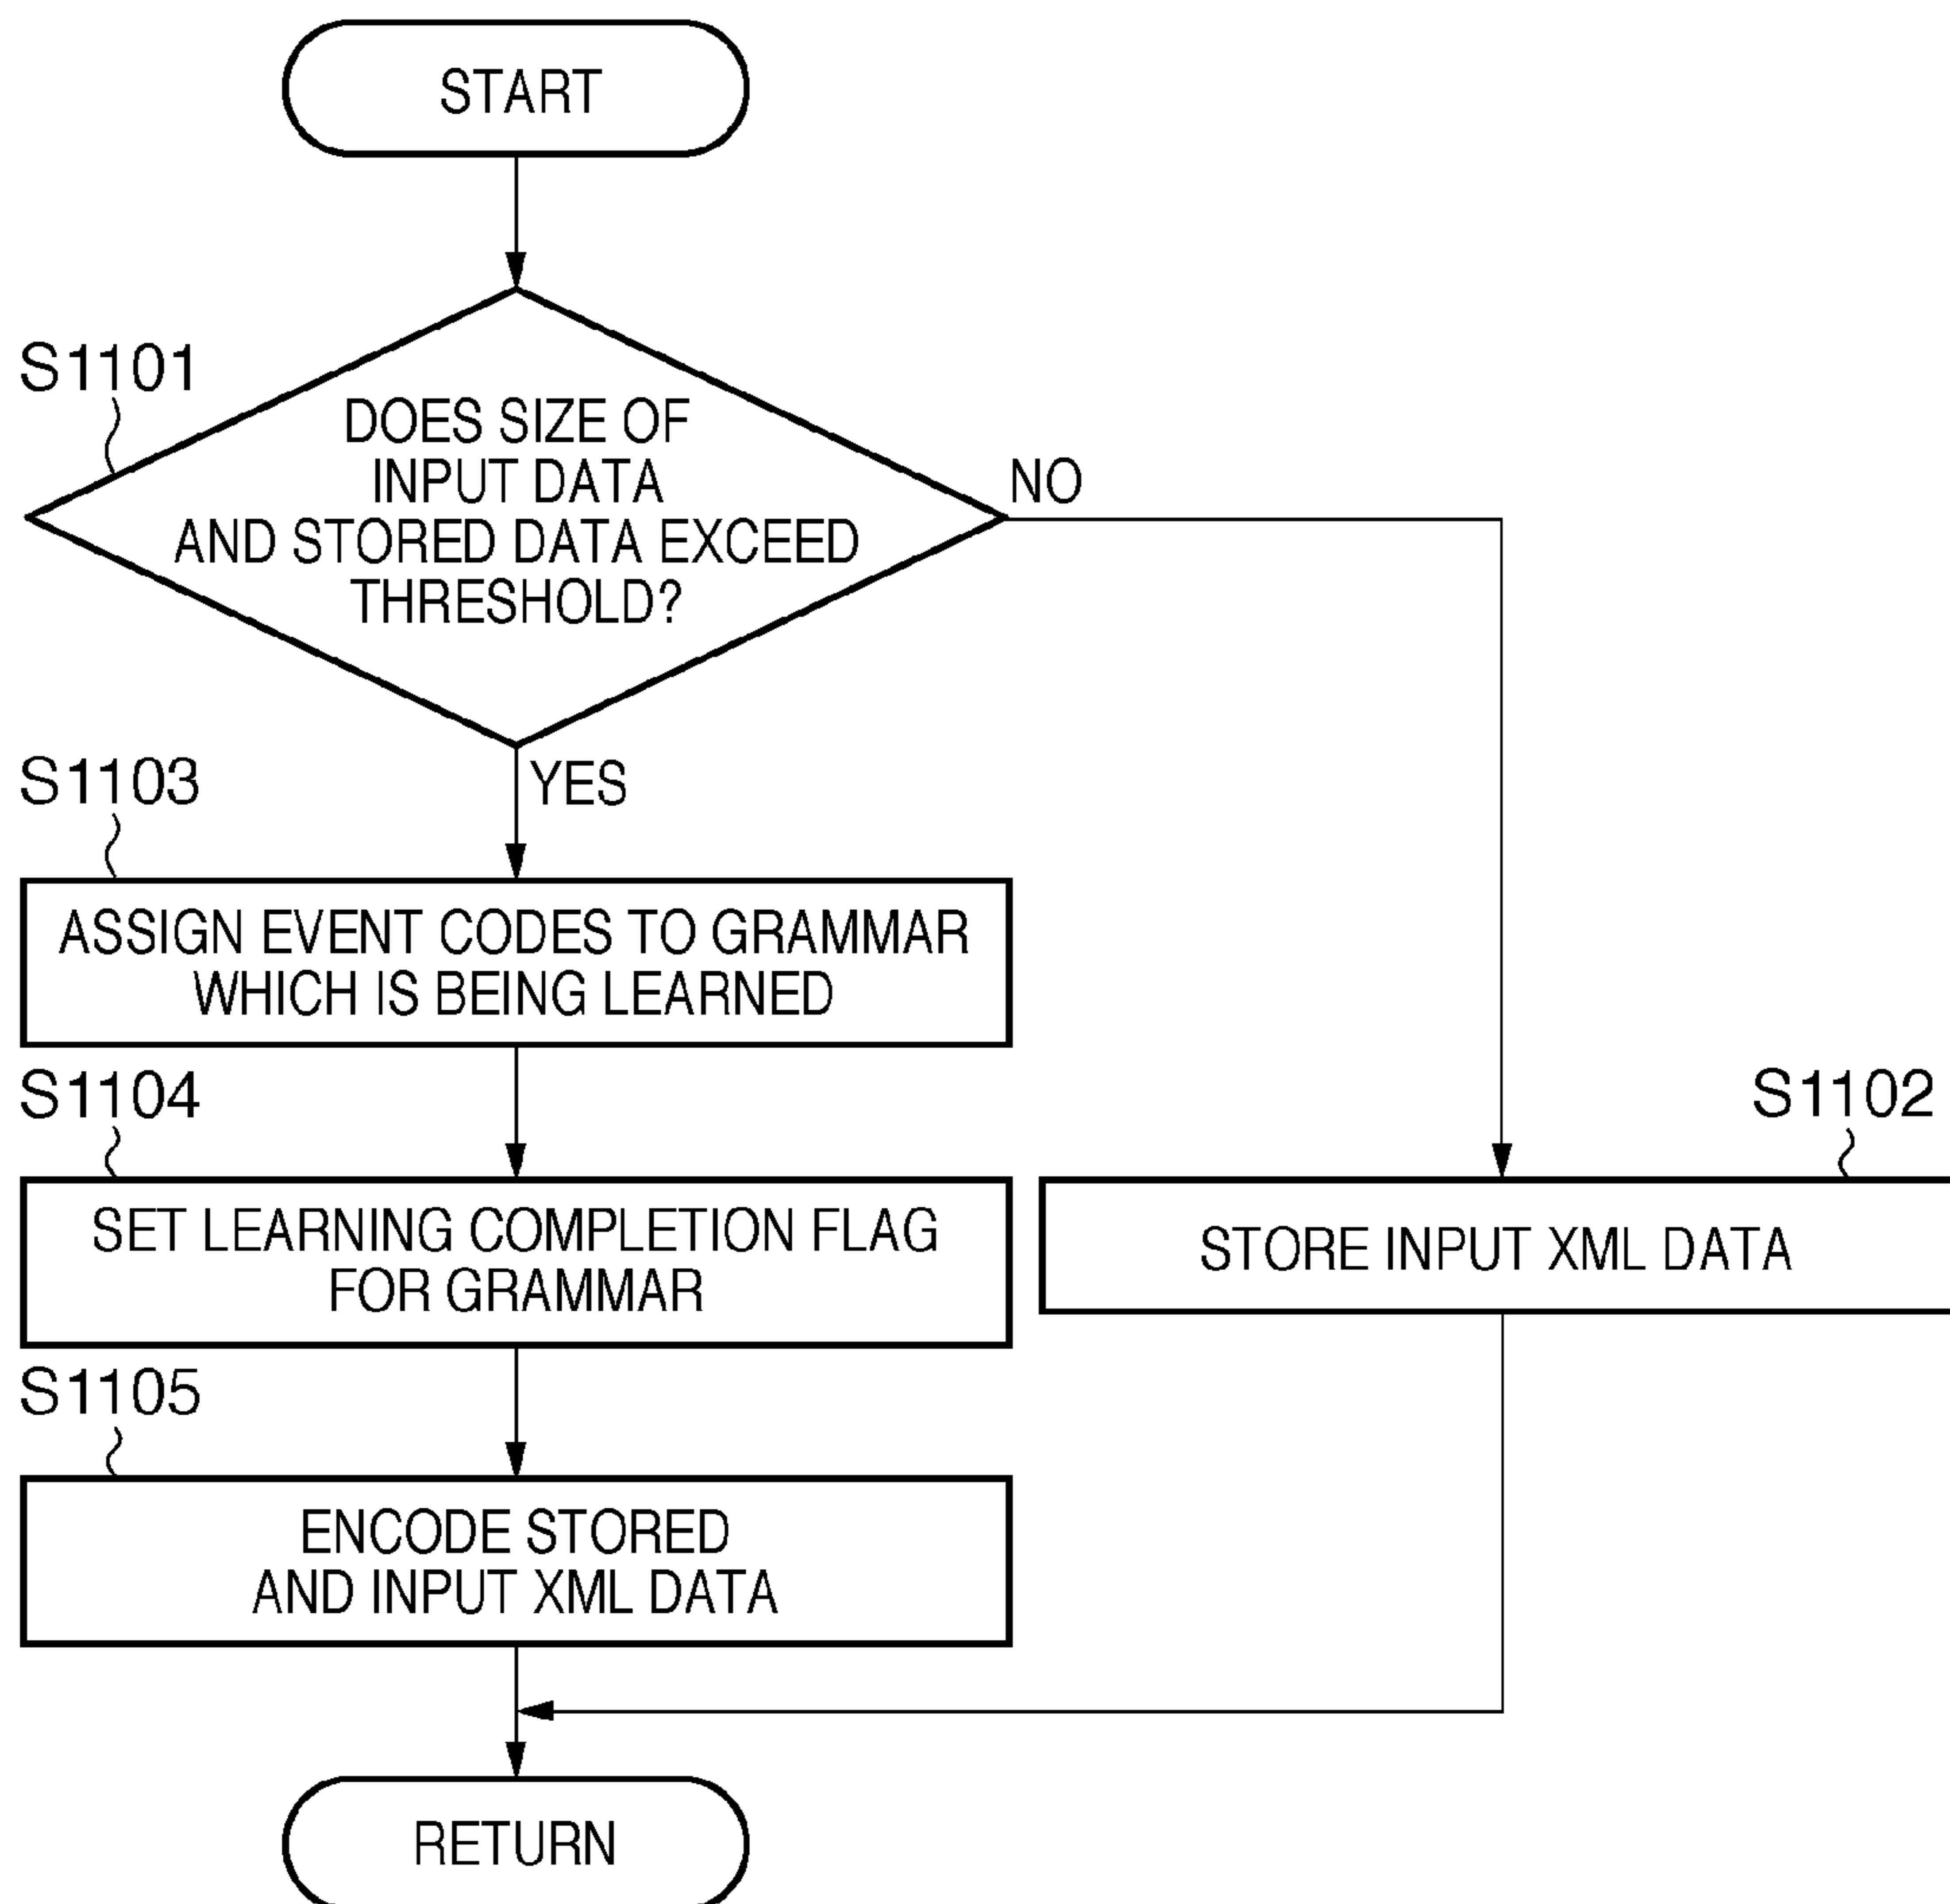 START
S1101
DOES SIZE OF
INPUT DATA
AND STORED DATA EXCEED
THRESHOLD?
NO
YES
S1103
ASSIGN EVENT CODES TO GRAMMAR
WHICH IS BEING LEARNED
S1104
SET LEARNING COMPLETION FLAG
FOR GRAMMAR
S1102
STORE INPUT XML DATA
S1105
ENCODE STORED
AND INPUT XML DATA
RETURN